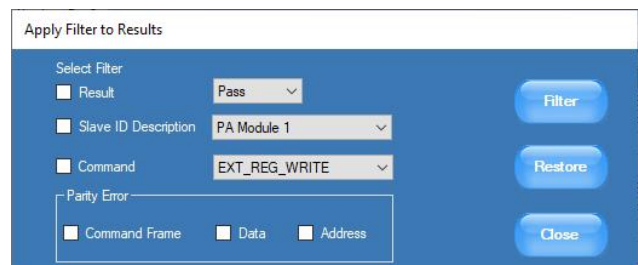 Apply Filter to Results
Select Filter
Result Pass
Filter
Slave ID Description PA Module 1
Command EXT_REG_WRITE
Restore
Parity Error
Command Frame Data Address
Close